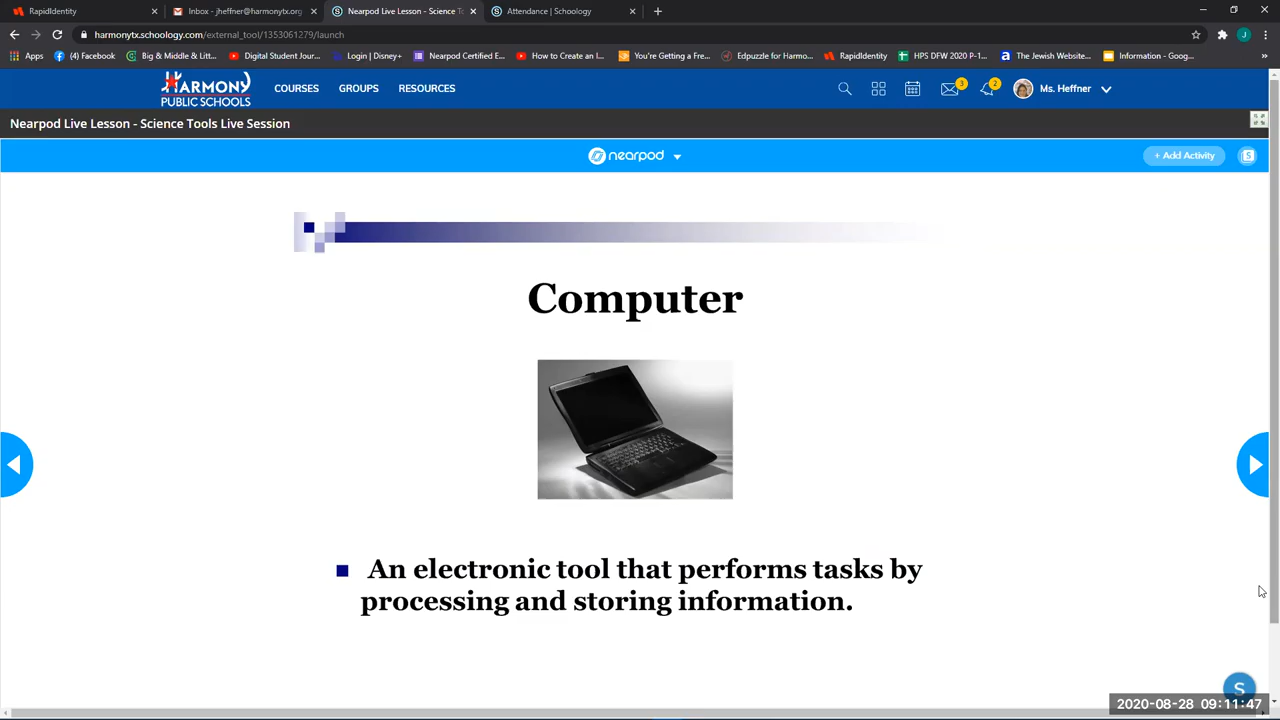 RapidIdentity
Inbox - jheffner@harmonytx.org
Nearpod Live Lesson - Science T
Attendance | Schoology
harmonytx.schoology.com/external_tool/1353061279/launch
Apps
Facebook
Big & Middle & Litt...
Digital Student Jour...
Login | Disney+
Nearpod Certified E...
How to Create an I...
You're Getting a Fre...
Edpuzzle for Harmo...
RapidIdentity
HPS DFW 2020 P-1...
The Jewish Website...
Information - Goog...
HARMONY
PUBLIC SCHOOLS
COURSES
GROUPS
RESOURCES
3
2
Ms. Heffner
Nearpod Live Lesson - Science Tools Live Session
nearpod
+ Add Activity
S
Computer
An electronic tool that performs tasks by
processing and storing information.
S
2020-08-28 09:11:47